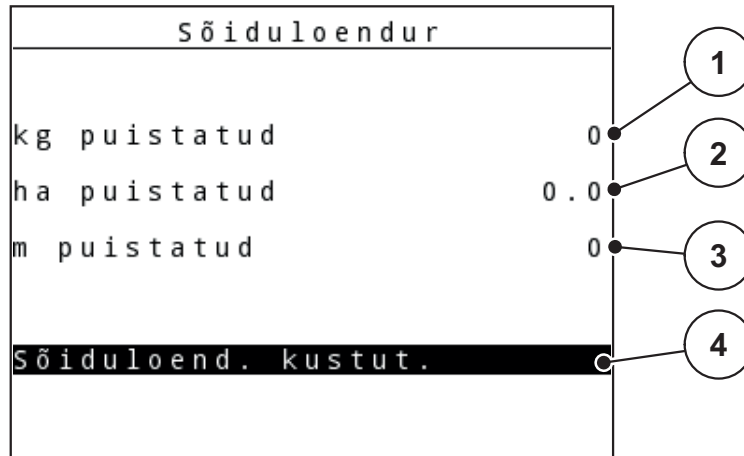 Sõiduloendur
kg puistatud 0
ha puistatud 0.0
m puistatud 0
Sõiduloend. kustut.
1
2
3
4